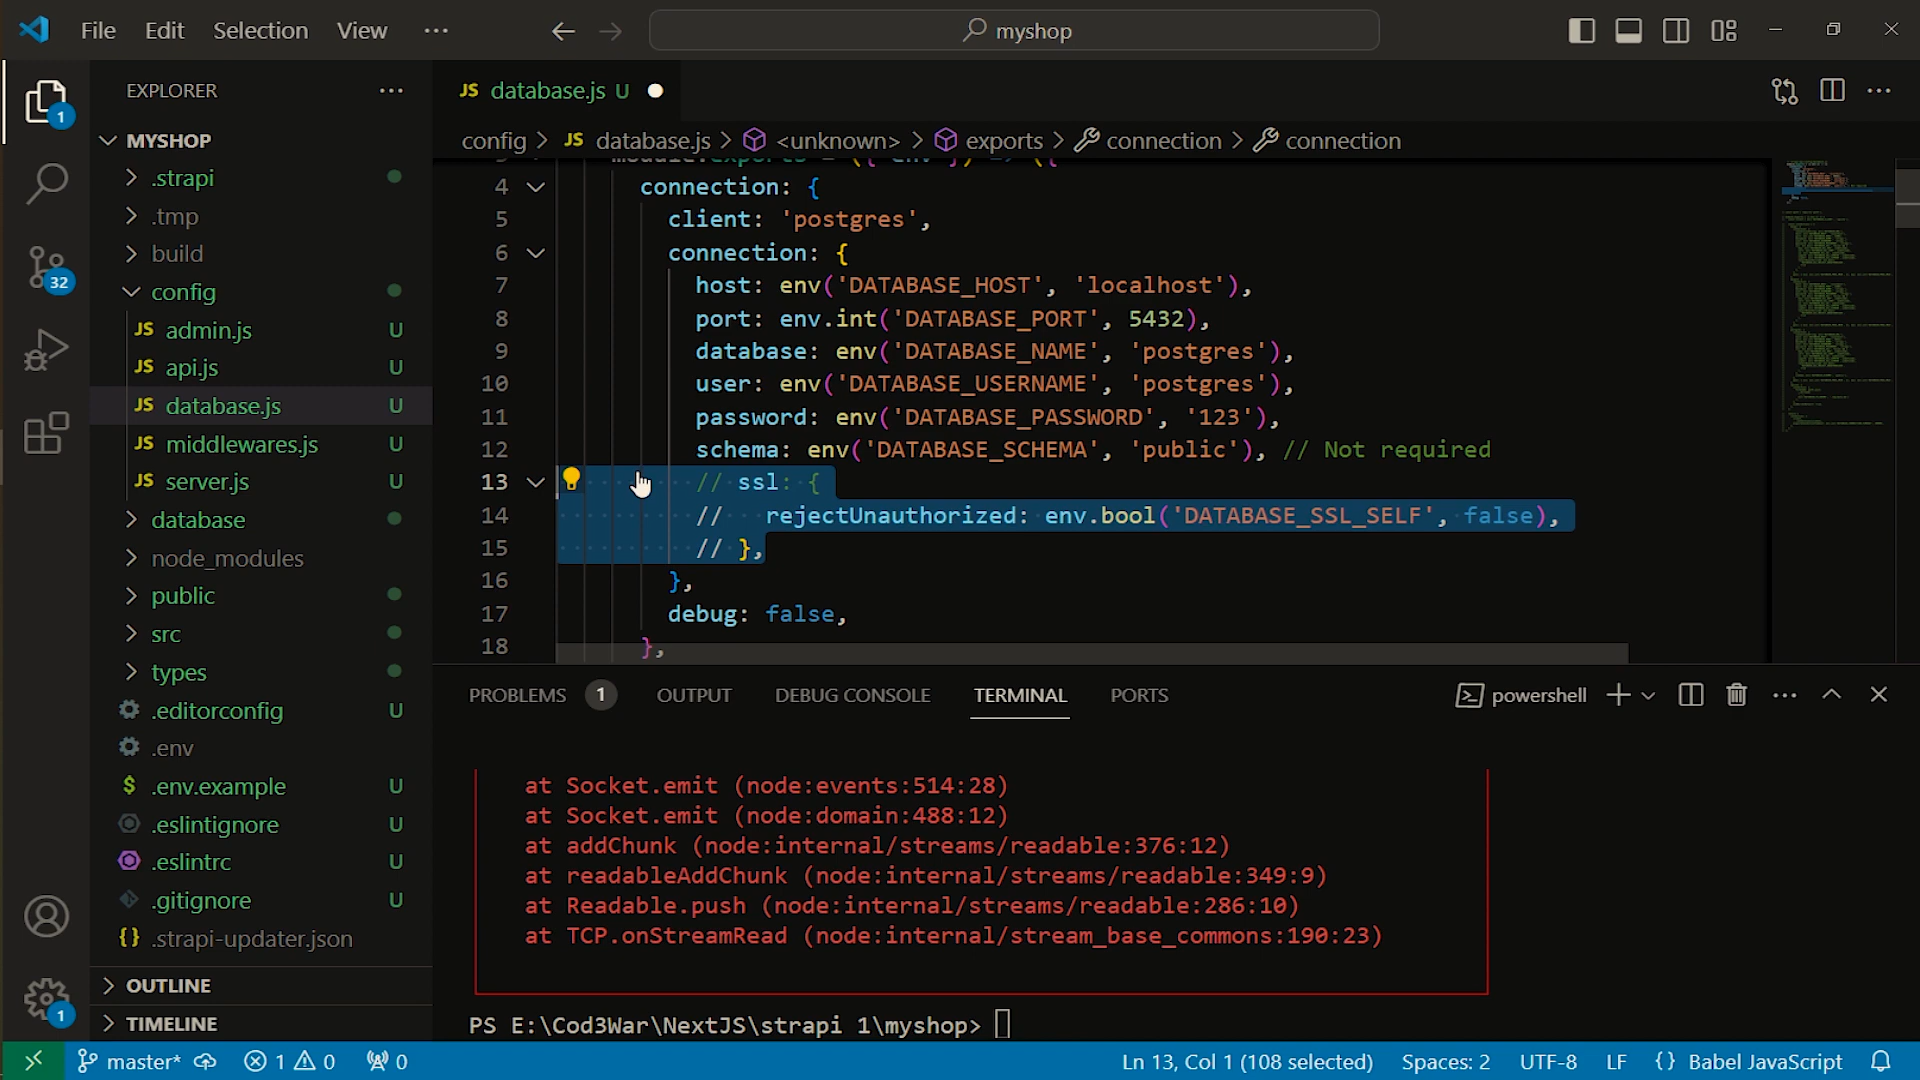 File Edit Selection View ··· myshop
EXPLORER ···
MYSHOP
.strapi
.tmp
build
config
JS admin.js U
JS api.js U
JS database.js U
JS middlewares.js U
JS server.js U
database
node_modules
public
src
types
.editorconfig U
.env
$ .env.example U
.eslintignore U
.eslintrc U
.gitignore U
{} .strapi-updater.json
OUTLINE
TIMELINE
1
32
1
JS database.js U
config > JS database.js > <unknown> > exports > connection > connection
4 connection: {
5 client: 'postgres',
6 connection: {
7 host: env('DATABASE_HOST', 'localhost'),
8 port: env.int('DATABASE_PORT', 5432),
9 database: env('DATABASE_NAME', 'postgres'),
10 user: env('DATABASE_USERNAME', 'postgres'),
11 password: env('DATABASE_PASSWORD', '123'),
12 schema: env('DATABASE_SCHEMA', 'public'), // Not required
13 // ssl: {
14 // rejectUnauthorized: env.bool('DATABASE_SSL_SELF', false),
15 // },
16 },
17 debug: false,
18 },
PROBLEMS 1 OUTPUT DEBUG CONSOLE TERMINAL PORTS powershell
at Socket.emit (node:events:514:28)
at Socket.emit (node:domain:488:12)
at addChunk (node:internal/streams/readable:376:12)
at readableAddChunk (node:internal/streams/readable:349:9)
at Readable.push (node:internal/streams/readable:286:10)
at TCP.onStreamRead (node:internal/stream_base_commons:190:23)
PS E:\Cod3War\NextJS\strapi 1\myshop>
master* 1 0 0 Ln 13, Col 1 (108 selected) Spaces: 2 UTF-8 LF {} Babel JavaScript